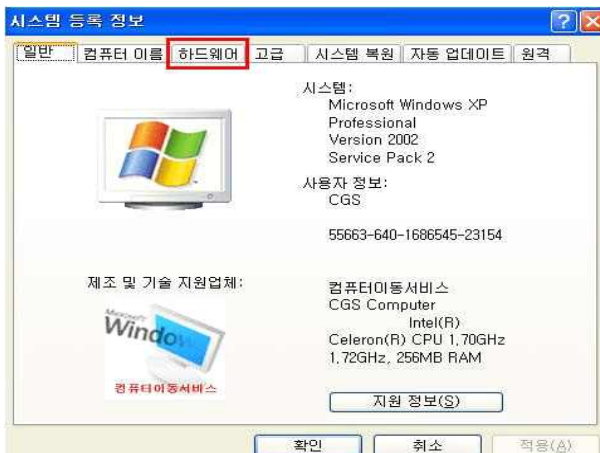 시스템 등록 정보
일반 컴퓨터 이름 하드웨어 고급 시스템 복원 자동 업데이트 원격
시스템:
Microsoft Windows XP
Professional
Version 2002
Service Pack 2
사용자 정보:
CGS
55663-640-1686545-23154
제조 및 기술 지원업체:
Microsoft
Window
컴퓨터이동서비스
컴퓨터이동서비스
CGS Computer
Intel(R)
Celeron(R) CPU 1,70GHz
1,72GHz, 256MB RAM
지원 정보(S)
확인 취소 적용(A)